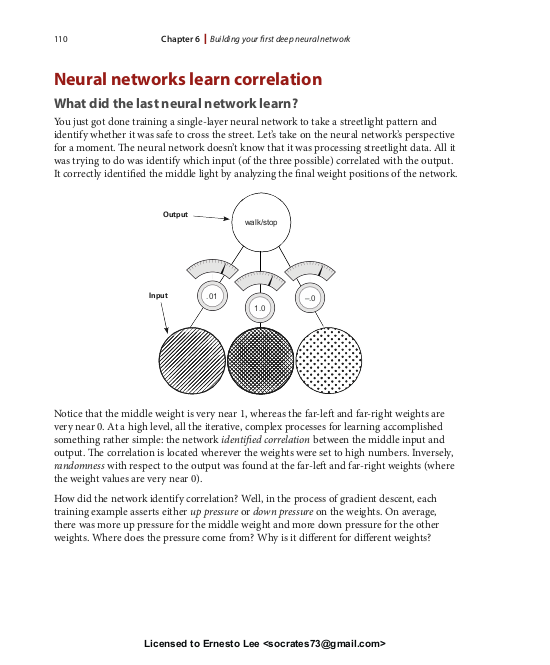 110
Chapter 6 | Building your first deep neural network
Neural networks learn correlation
What did the last neural network learn?
You just got done training a single-layer neural network to take a streetlight pattern and
identify whether it was safe to cross the street. Let's take on the neural network's perspective
for a moment. The neural network doesn't know that it was processing streetlight data. All it
was trying to do was identify which input (of the three possible) correlated with the output.
It correctly identified the middle light by analyzing the final weight positions of the network.
Output
walk/stop
Input
.01
1.0
–.0
Notice that the middle weight is very near 1, whereas the far-left and far-right weights are
very near 0. At a high level, all the iterative, complex processes for learning accomplished
something rather simple: the network identified correlation between the middle input and
output. The correlation is located wherever the weights were set to high numbers. Inversely,
randomness with respect to the output was found at the far-left and far-right weights (where
the weight values are very near 0).
How did the network identify correlation? Well, in the process of gradient descent, each
training example asserts either up pressure or down pressure on the weights. On average,
there was more up pressure for the middle weight and more down pressure for the other
weights. Where does the pressure come from? Why is it different for different weights?
Licensed to Ernesto Lee <socrates73@gmail.com>